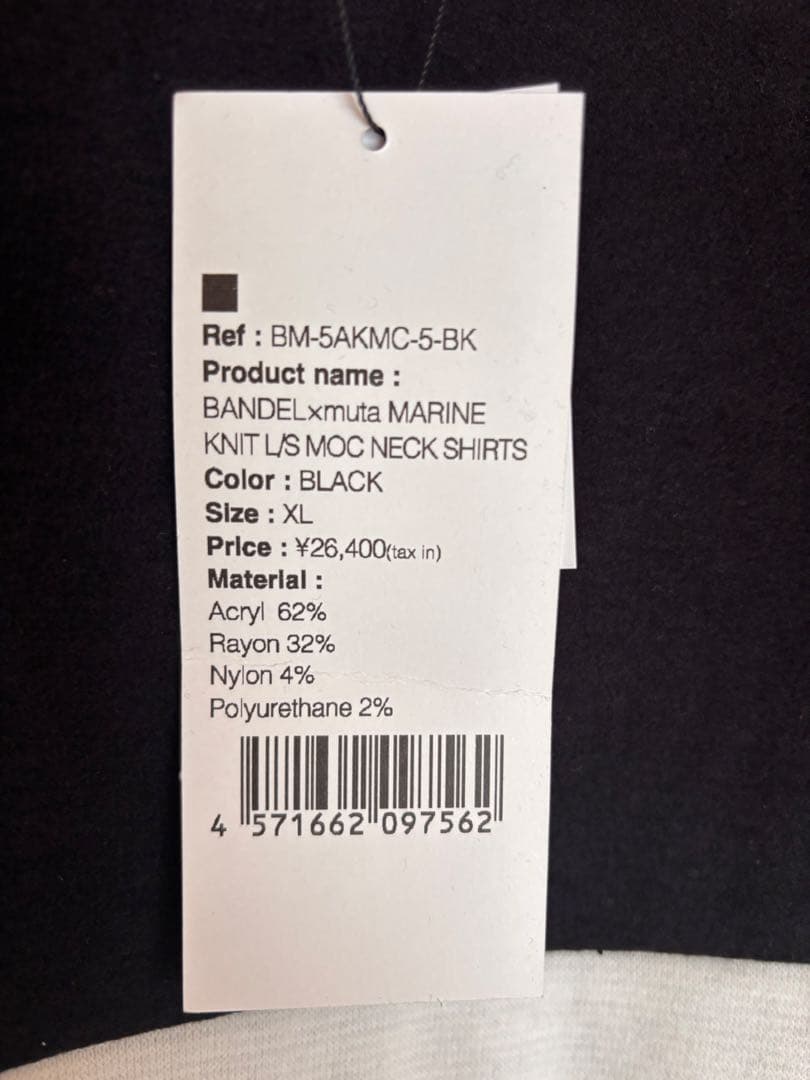 Ref : BM-5AKMC-5-BK
Product name :
BANDEL×muta MARINE
KNIT L/S MOC NECK SHIRTS
Color : BLACK
Size : XL
Price : ¥26,400(tax in)
Material :
Acryl 62%
Rayon 32%
Nylon 4%
Polyurethane 2%
4 571662 097562